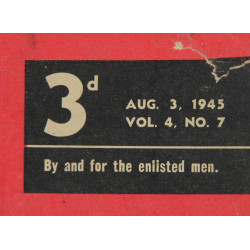 3d
AUG. 3, 1945
VOL. 4, NO. 7
By and for the enlisted men.